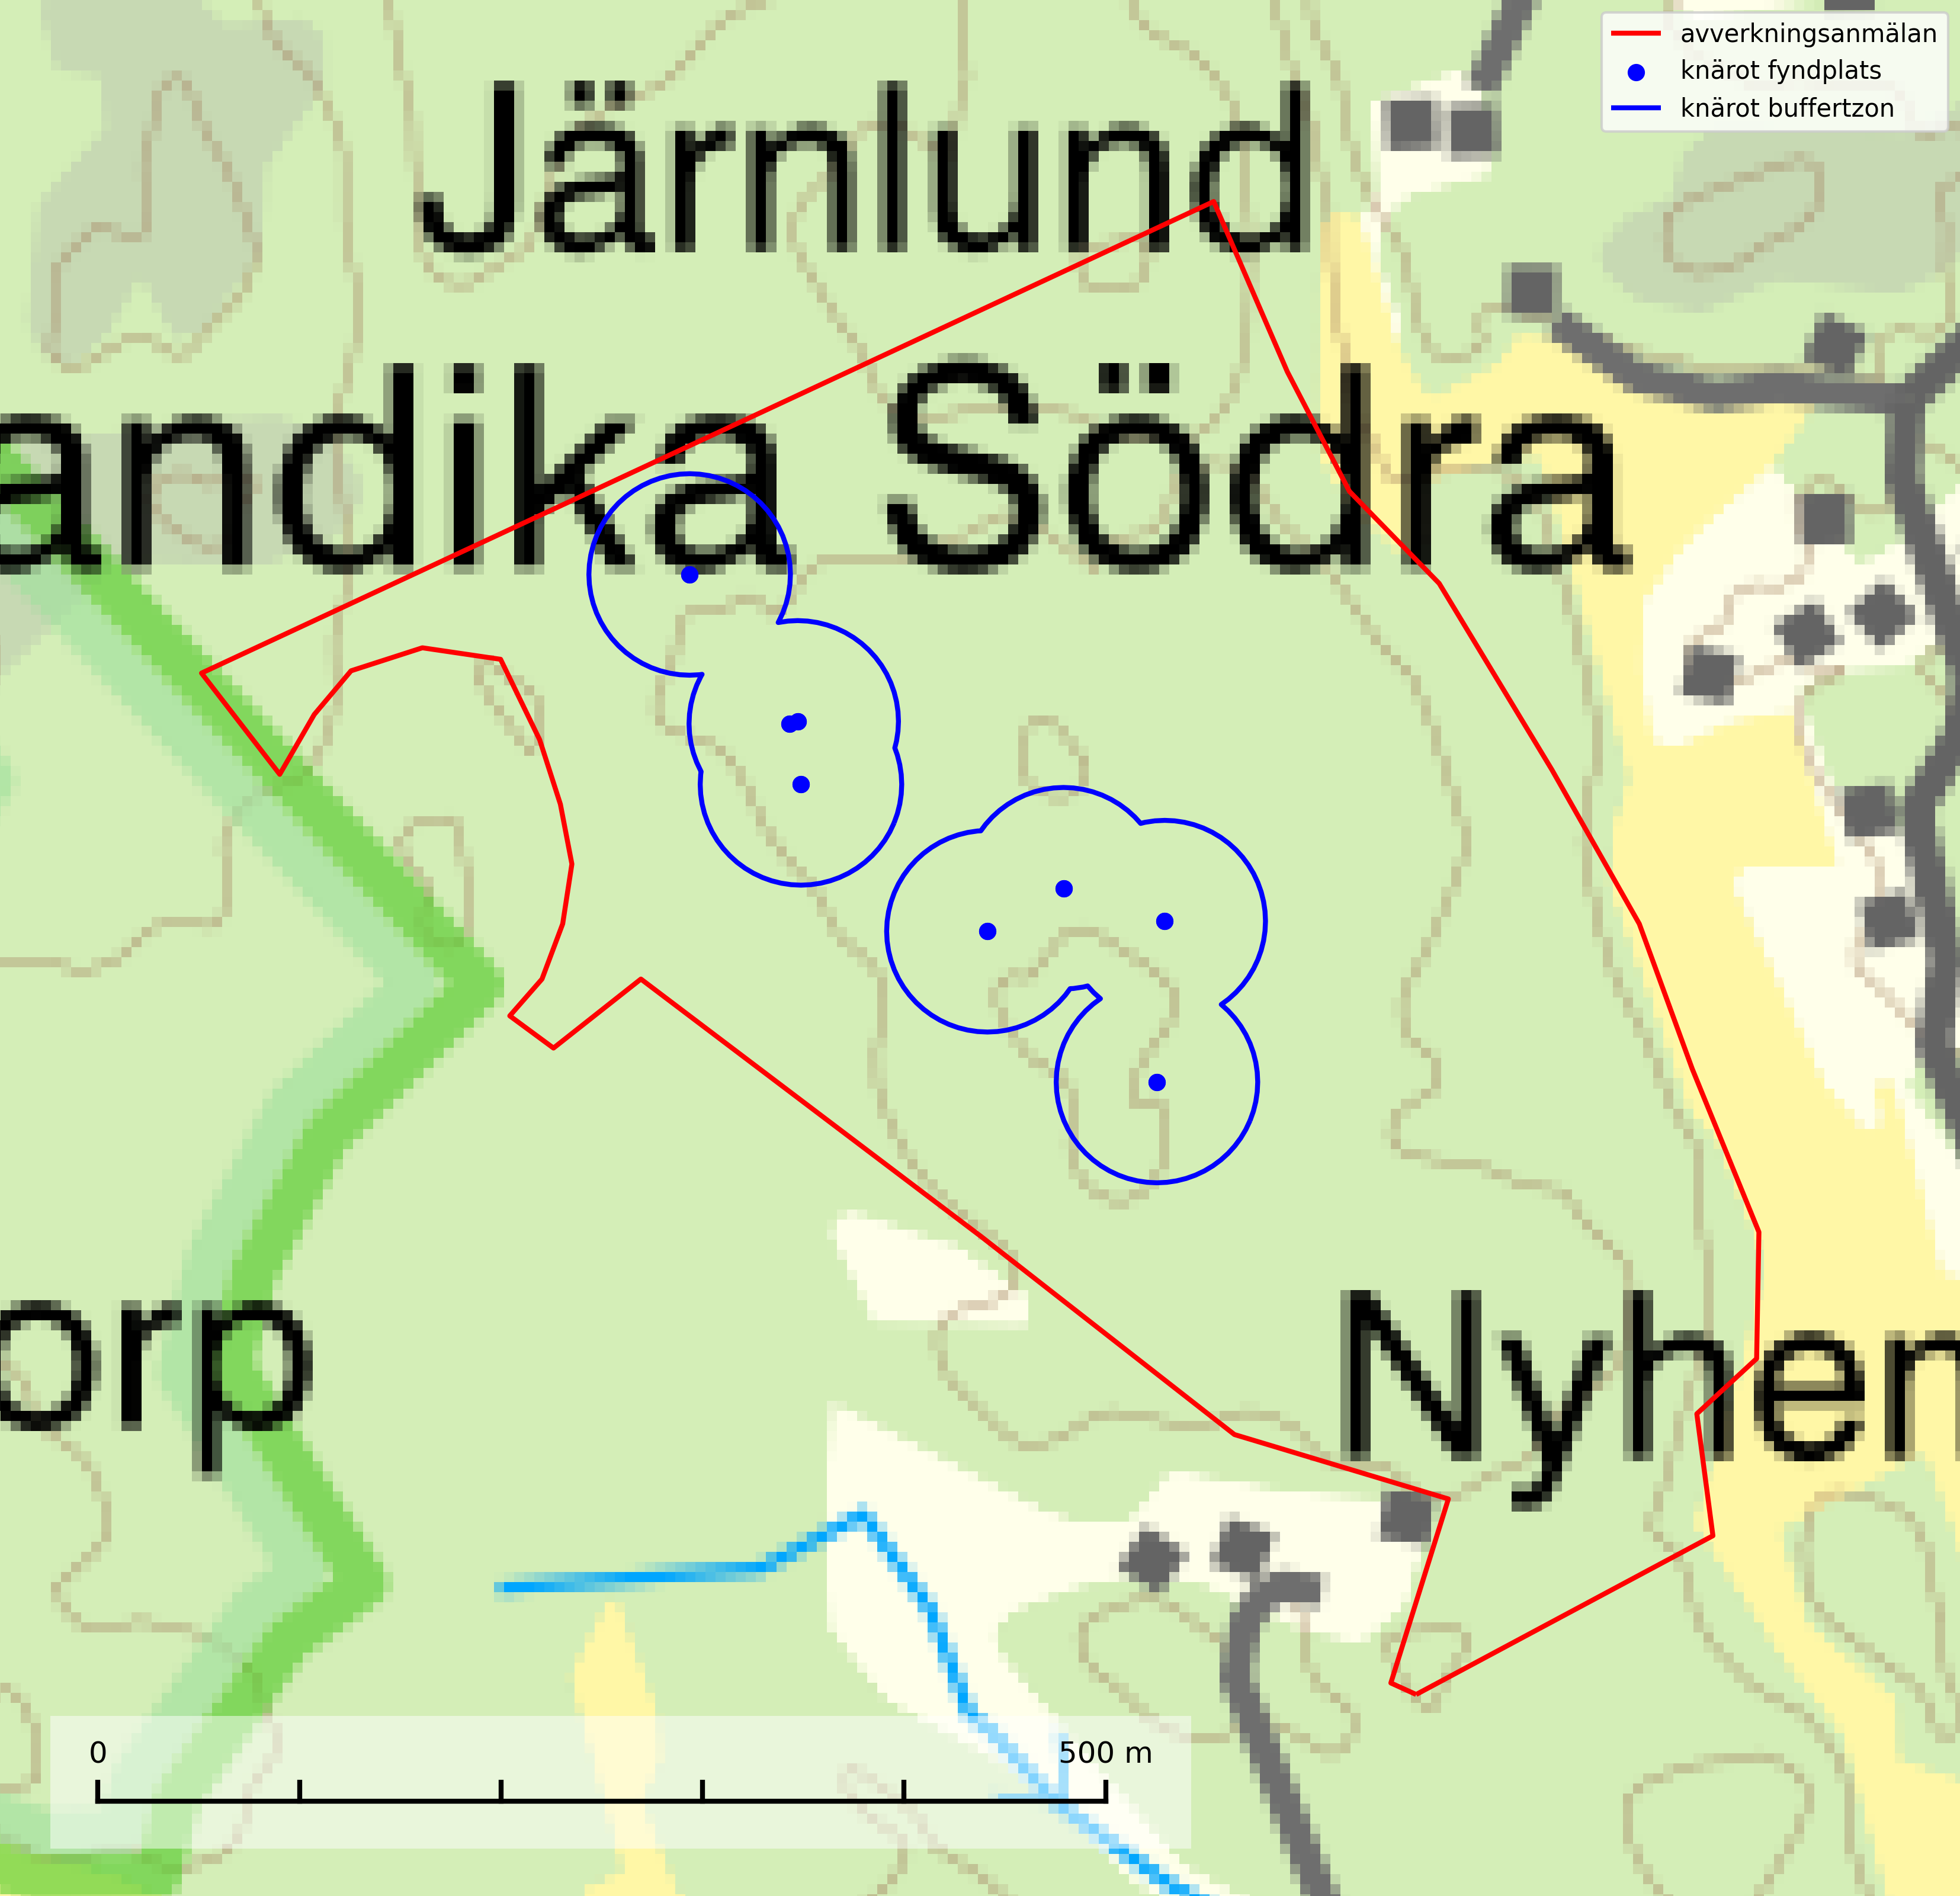 avverkningsanmälan
knärot fyndplats
knärot buffertzon
Järnlund
andika Södra
orp
Nyhem
0 500 m